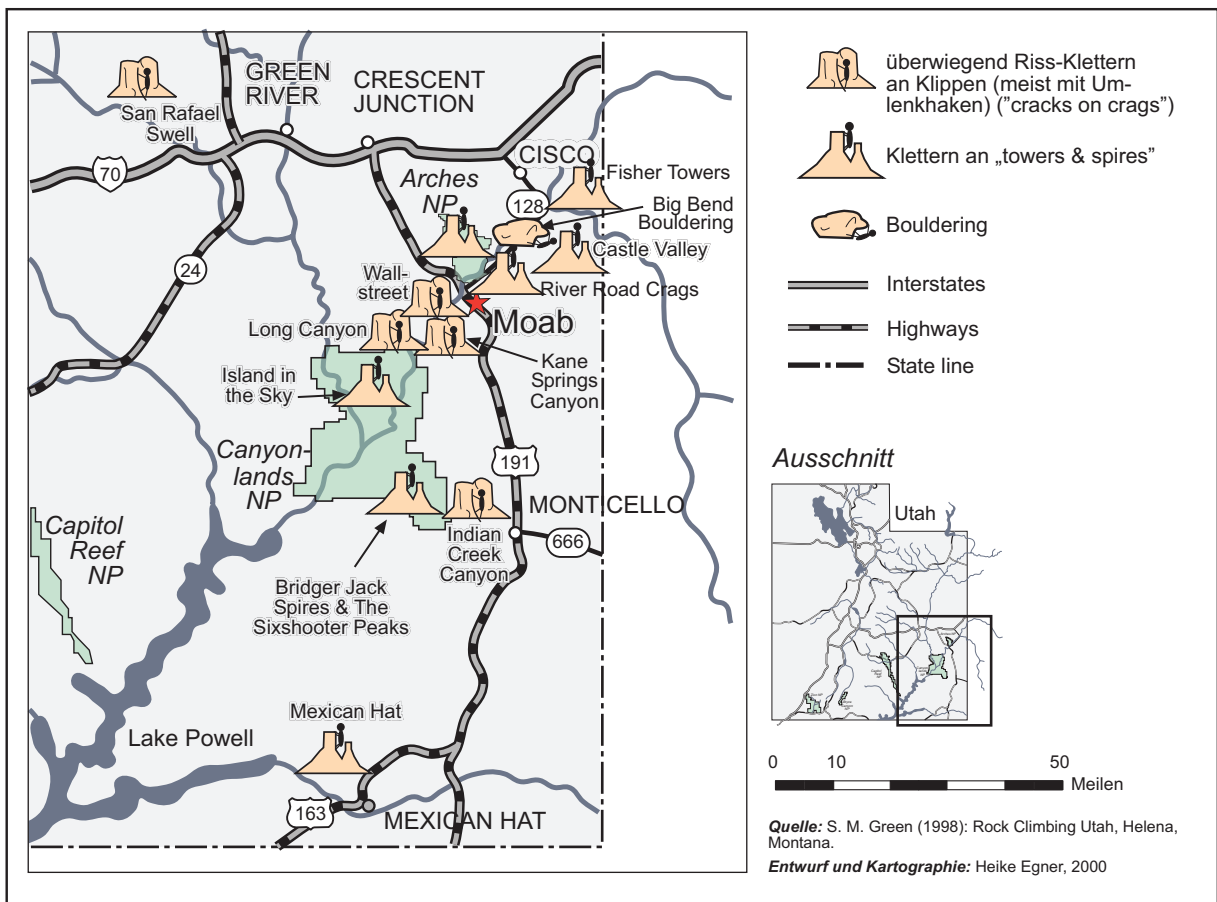 GREEN
RIVER
CRESCENT
JUNCTION
San Rafael
Swell
70
CISCO
Fisher Towers
Arches
NP
128
Big Bend
Bouldering
Castle Valley
24
Wall-
street
River Road Crags
Moab
Long Canyon
Kane
Springs
Canyon
Island in
the Sky
Canyon-
lands
NP
191
MONTICELLO
666
Capitol
Reef
NP
Indian
Creek
Canyon
Bridger Jack
Spires & The
Sixshooter Peaks
Mexican Hat
Lake Powell
163
MEXICAN HAT
überwiegend Riss-Klettern
an Klippen (meist mit Um-
lenkhaken) ("cracks on crags")
Klettern an „towers & spires”
Bouldering
Interstates
Highways
State line
Ausschnitt
Utah
0 10 50
Meilen
Quelle: S. M. Green (1998): Rock Climbing Utah, Helena,
Montana.
Entwurf und Kartographie: Heike Egner, 2000